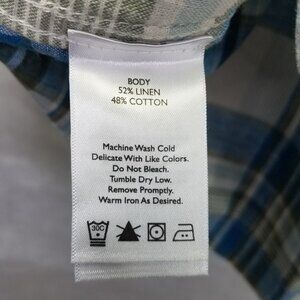 BODY
52% LINEN
48% COTTON
Machine Wash Cold
Delicate With Like Colors.
Do Not Bleach.
Tumble Dry Low.
Remove Promptly.
Warm Iron As Desired.
30C